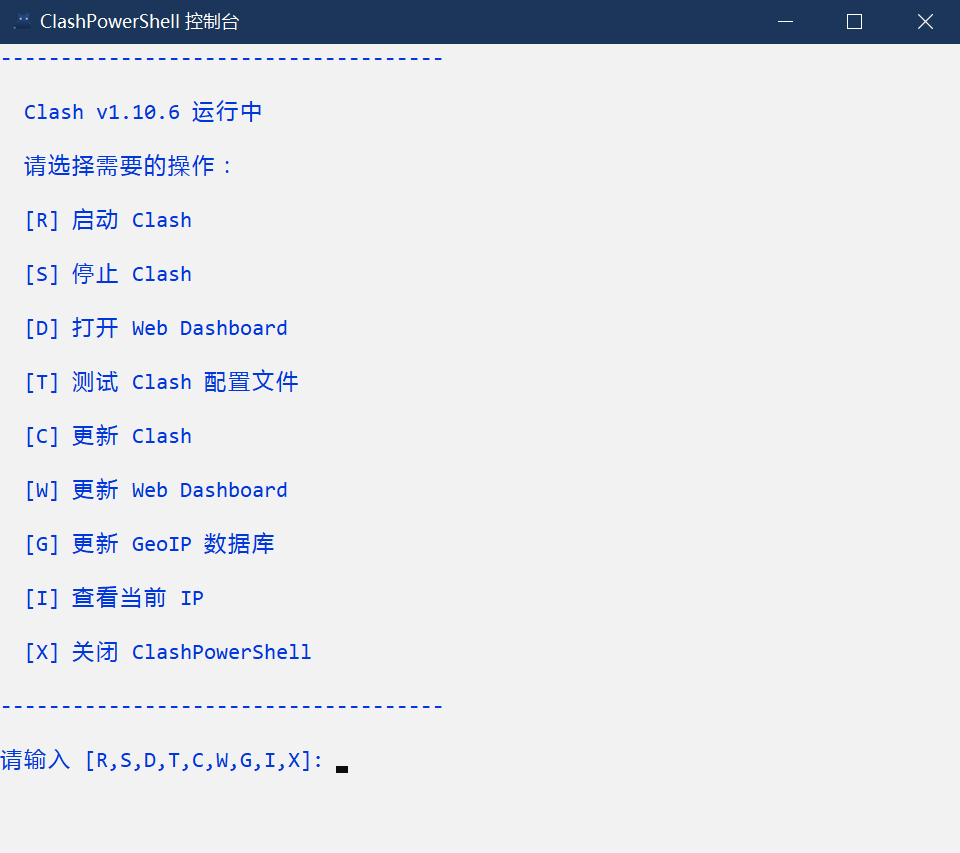 ClashPowerShell 控制台
-------------------------------------
Clash v1.10.6 运行中
请选择需要的操作：
[R] 启动 Clash
[S] 停止 Clash
[D] 打开 Web Dashboard
[T] 测试 Clash 配置文件
[C] 更新 Clash
[W] 更新 Web Dashboard
[G] 更新 GeoIP 数据库
[I] 查看当前 IP
[X] 关闭 ClashPowerShell
-------------------------------------
请输入 [R,S,D,T,C,W,G,I,X]: